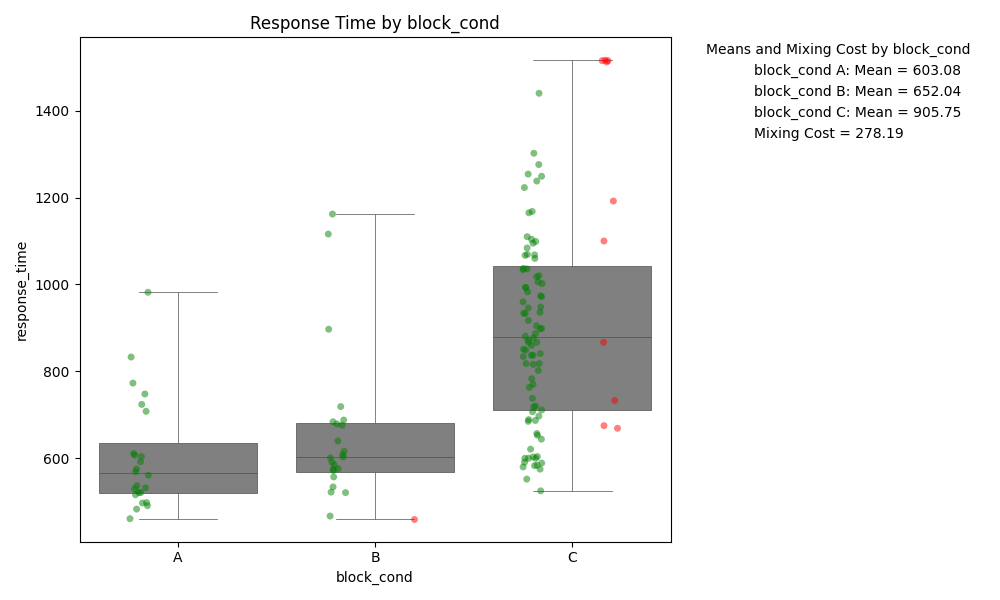 Response Time by block_cond
Means and Mixing Cost by block_cond
block_cond A: Mean = 603.08
block_cond B: Mean = 652.04
block_cond C: Mean = 905.75
Mixing Cost = 278.19
response_time
1400
1200
1000
800
600
A
B
C
block_cond